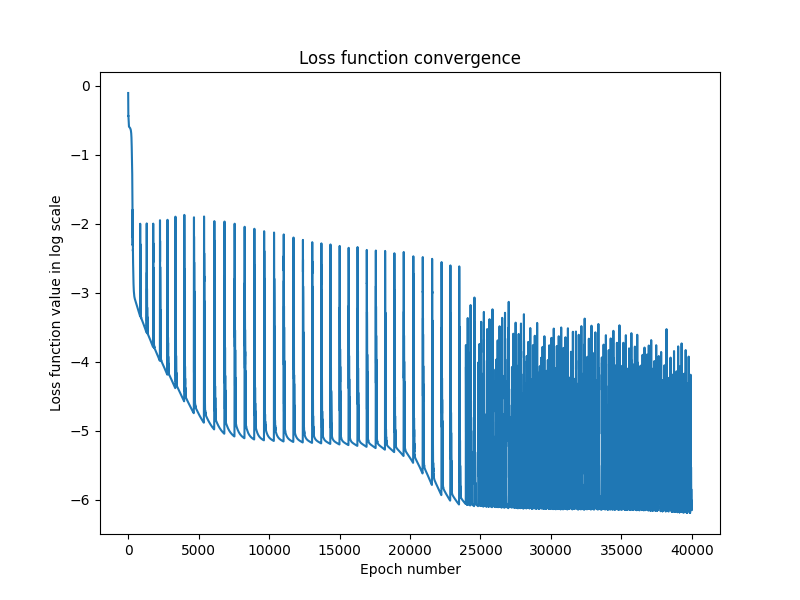 Loss function convergence
Loss function value in log scale
0
−1
−2
−3
−4
−5
−6
0 5000 10000 15000 20000 25000 30000 35000 40000
Epoch number